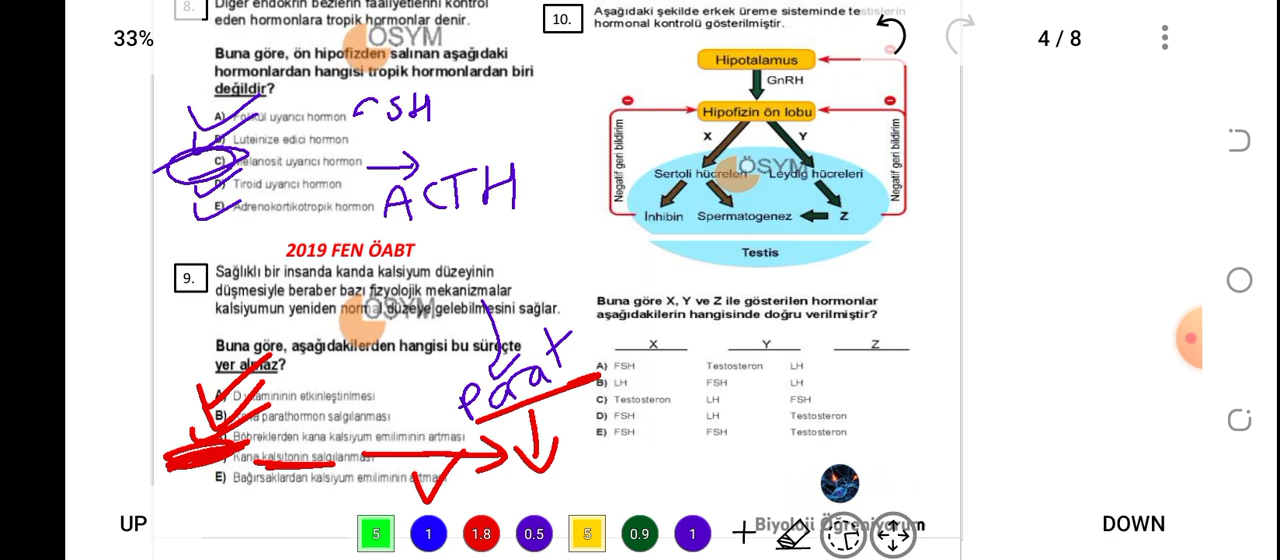 33%
4 / 8
8.
Diğer endokrin bezlerin faaliyetlerini kontrol
eden hormonlara tropik hormonlar denir.
ÖSYM
Buna göre, ön hipofizden salınan aşağıdaki
hormonlardan hangisi tropik hormonlardan biri
değildir?
A) Folikül uyarıcı hormon FSH
B) Luteinize edici hormon
C) Melanosit uyarıcı hormon
D) Tiroid uyarıcı hormon
E) Adrenokortikotropik hormon ACTH
2019 FEN ÖABT
9.
Sağlıklı bir insanda kanda kalsiyum düzeyinin
düşmesiyle beraber bazı fizyolojik mekanizmalar
kalsiyumun yeniden normal düzeye gelebilmesini sağlar.
ÖSYM
Buna göre, aşağıdakilerden hangisi bu süreçte
yer almaz?
parat
A) D vitamininin etkinleştirilmesi
B) Kana parathormon salgılanması
Böbreklerden kana kalsiyum emiliminin artması
Kana kalsitonin salgılanması
E) Bağırsaklardan kalsiyum emiliminin artması
10.
Aşağıdaki şekilde erkek üreme sisteminde testislerin
hormonal kontrolü gösterilmiştir.
Hipotalamus
GnRH
Hipofizin ön lobu
X Y
Negatif geri bildirim
Negatif geri bildirim
ÖSYM
Sertoli hücreleri Leydig hücreleri
İnhibin Spermatogenez Z
Testis
Buna göre X, Y ve Z ile gösterilen hormonlar
aşağıdakilerin hangisinde doğru verilmiştir?
X Y Z
A) FSH Testosteron LH
B) LH FSH LH
C) Testosteron LH FSH
D) FSH LH Testosteron
E) FSH FSH Testosteron
Biyoloji Öğreniyorum
UP
5 1 1.8 0.5 5 0.9 1
DOWN